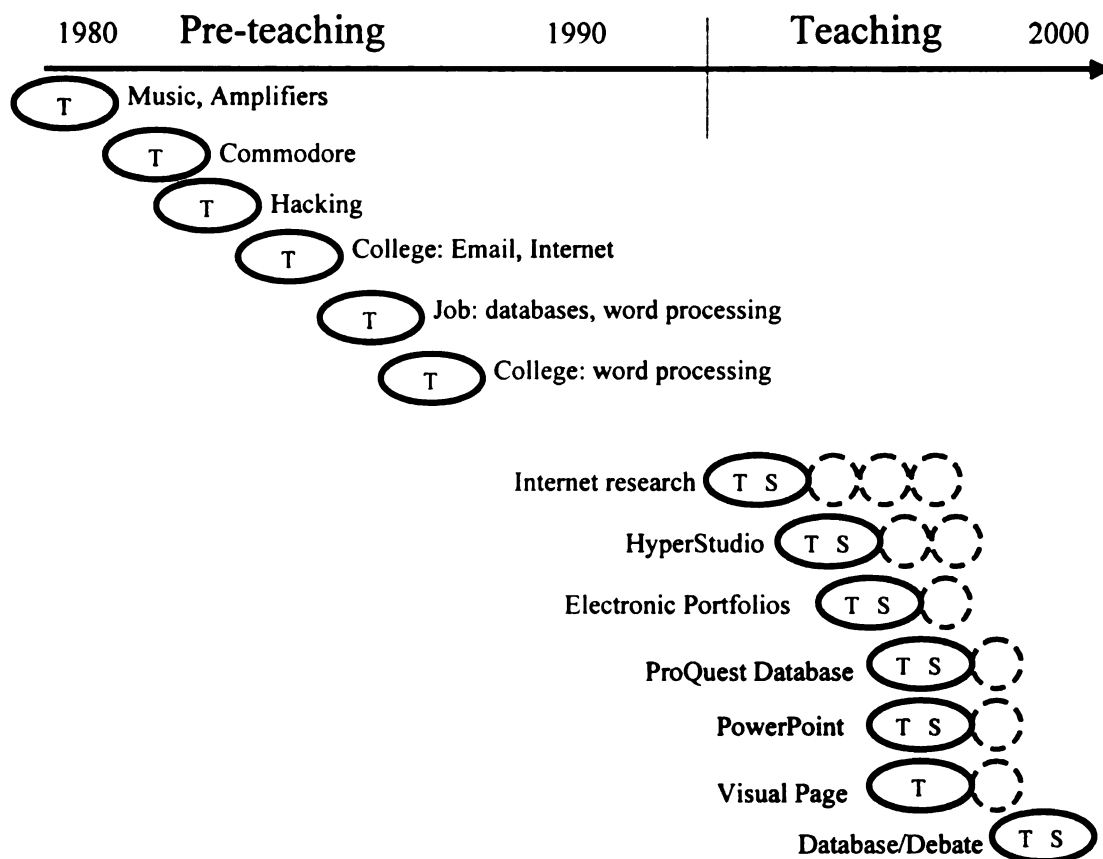 1980 Pre-teaching 1990 Teaching 2000
T Music, Amplifiers
T Commodore
T Hacking
T College: Email, Internet
T Job: databases, word processing
T College: word processing
Internet research T S
HyperStudio T S
Electronic Portfolios T S
ProQuest Database T S
PowerPoint T S
Visual Page T
Database/Debate T S